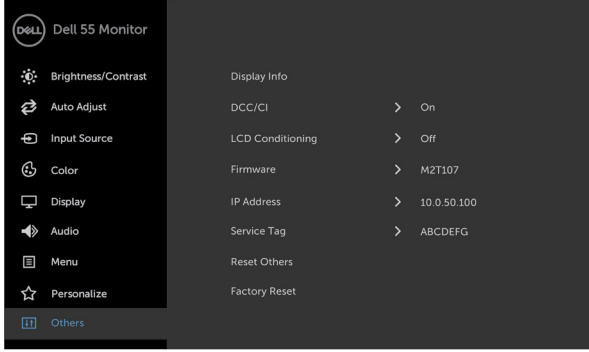 DELL Dell 55 Monitor
Brightness/Contrast
Auto Adjust
Input Source
Color
Display
Audio
Menu
Personalize
Others
Display Info
DCC/CI > On
LCD Conditioning > Off
Firmware > M2T107
IP Address > 10.0.50.100
Service Tag > ABCDEFG
Reset Others
Factory Reset